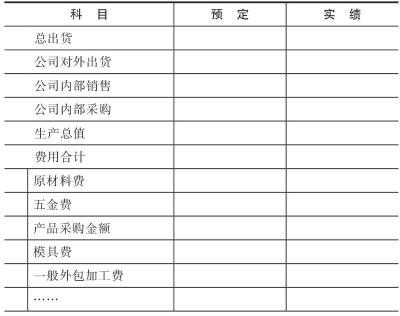 科 目 预 定 实 绩
总出货
公司对外出货
公司内部销售
公司内部采购
生产总值
费用合计
原材料费
五金费
产品采购金额
模具费
一般外包加工费
……